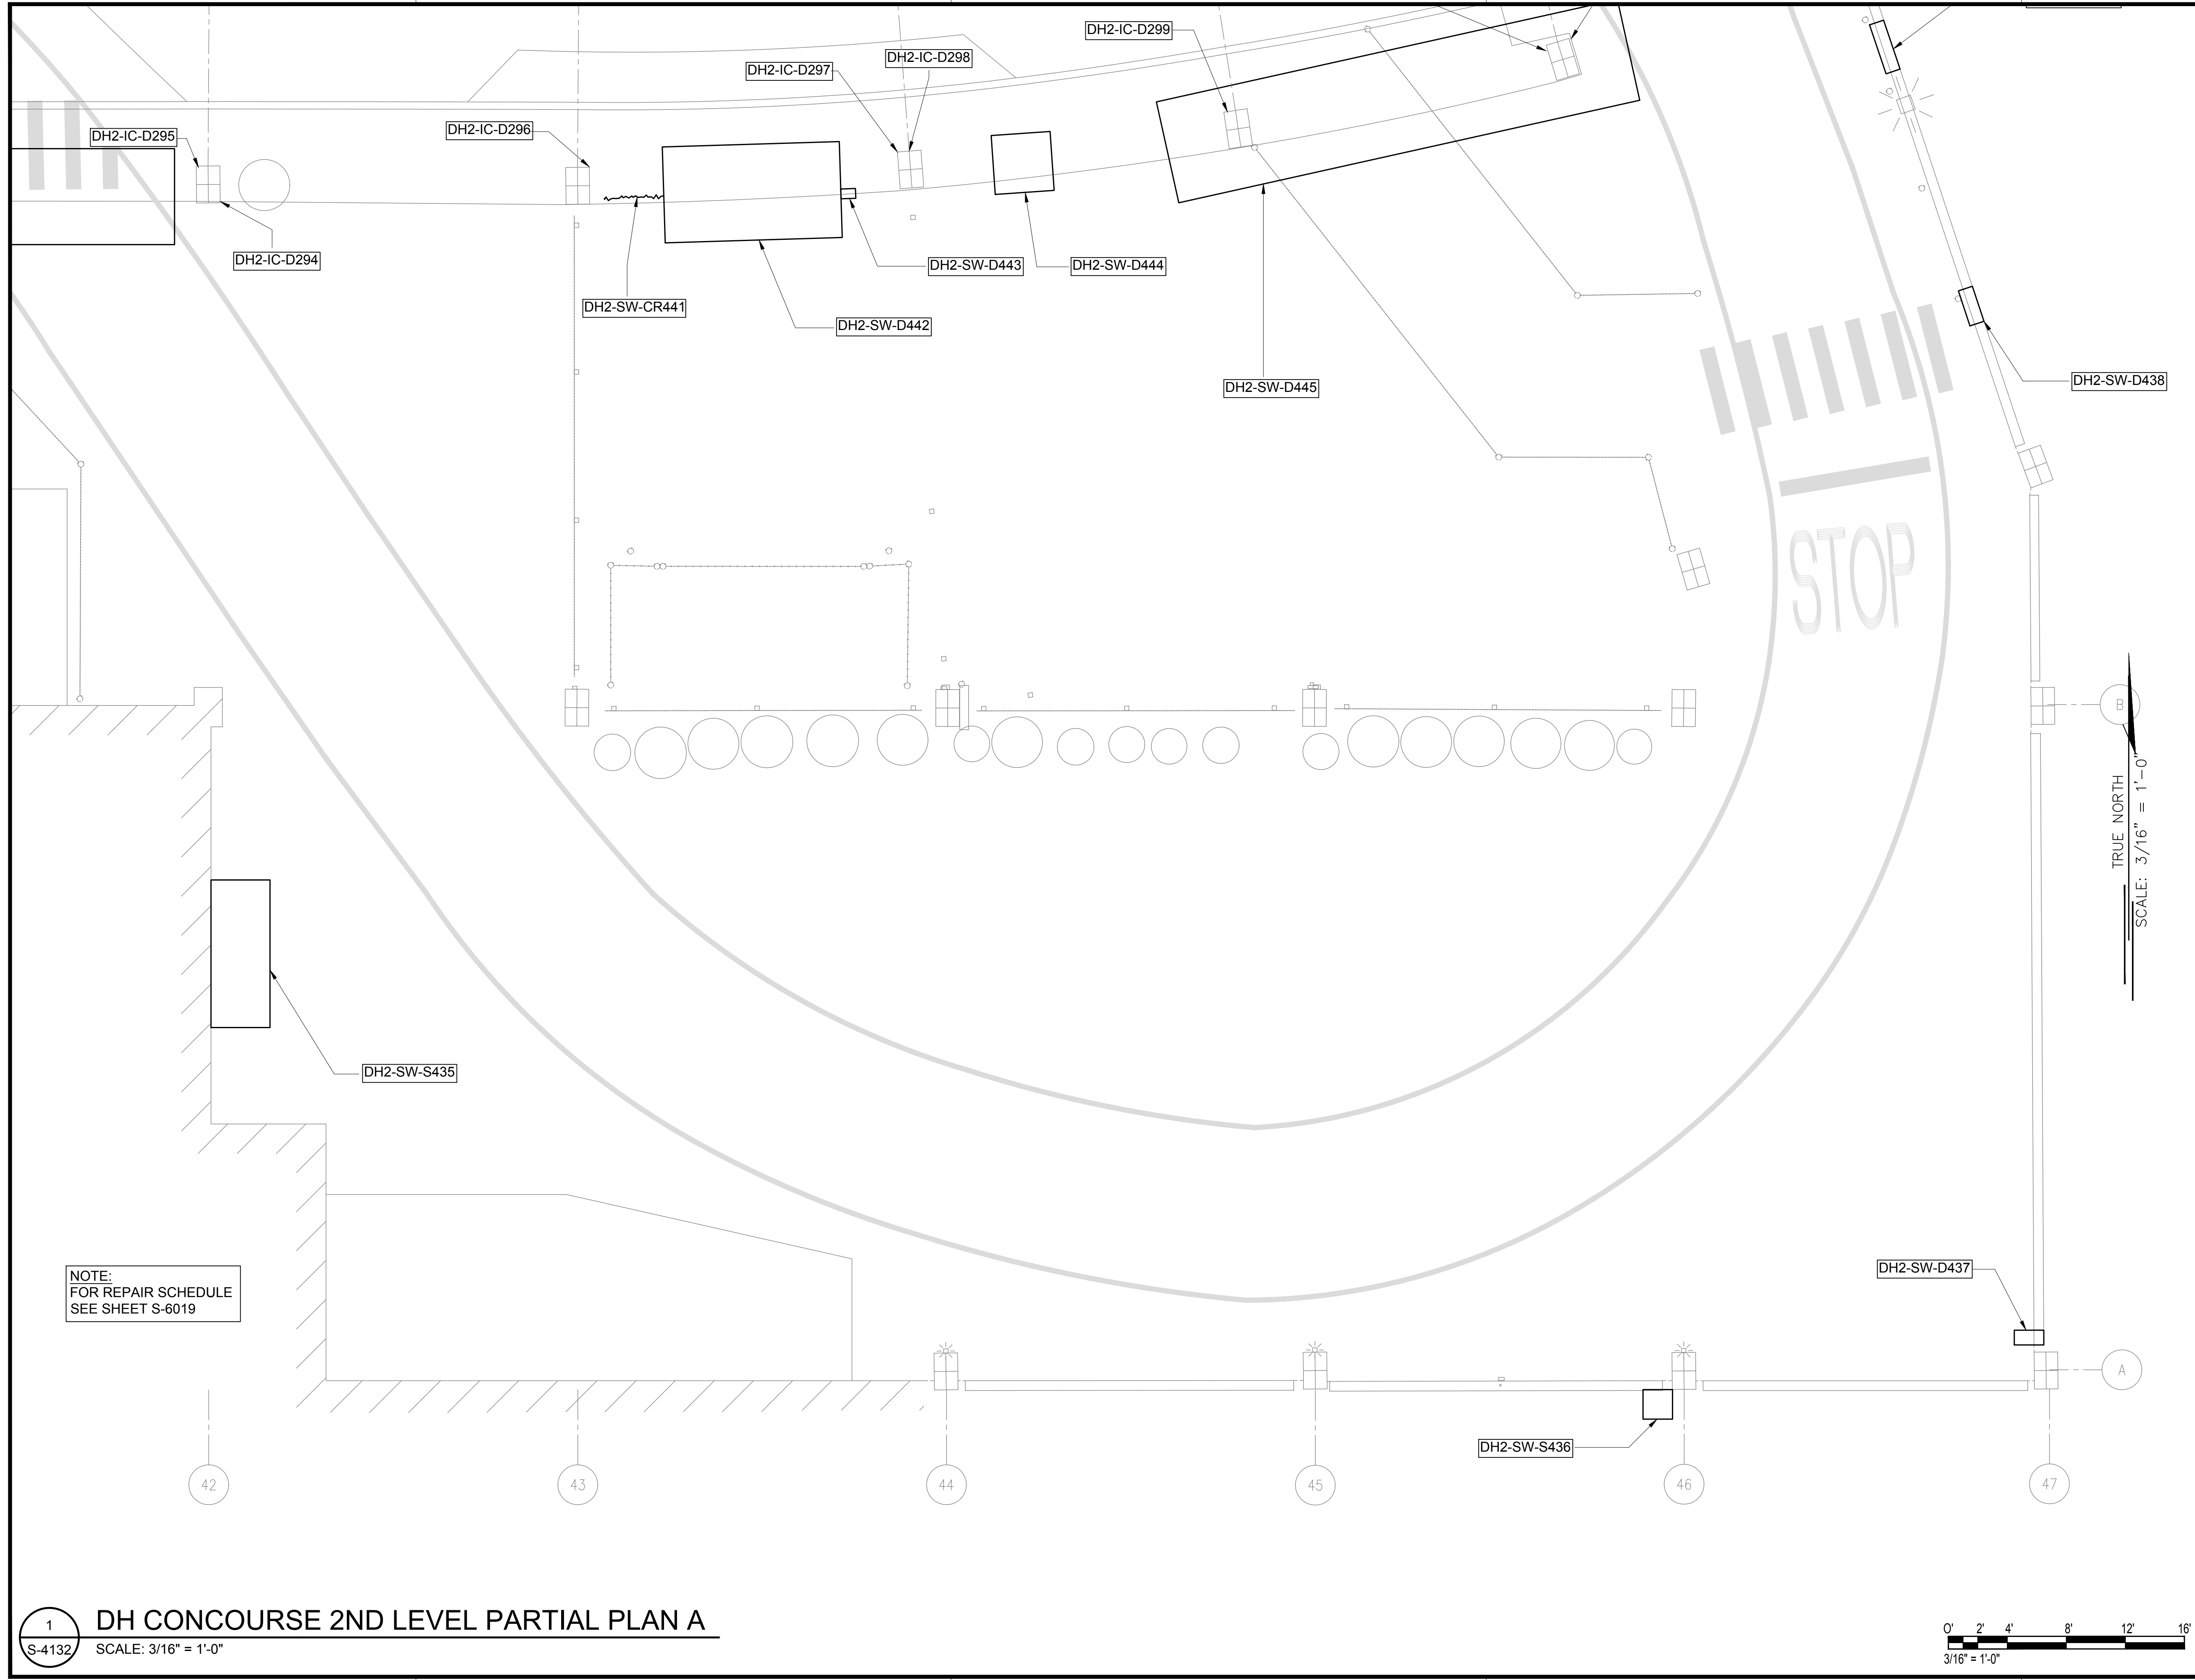 DH2-IC-D299
DH2-IC-D298
DH2-IC-D297
DH2-IC-D296
DH2-IC-D295
DH2-IC-D294
DH2-SW-D443
DH2-SW-D444
DH2-SW-CR441
DH2-SW-D442
DH2-SW-D445
DH2-SW-D438
STOP
B
TRUE NORTH
SCALE: 3/16" = 1'-0"
DH2-SW-S435
NOTE:
FOR REPAIR SCHEDULE
SEE SHEET S-6019
DH2-SW-D437
A
DH2-SW-S436
42
43
44
45
46
47
1
S-4132
DH CONCOURSE 2ND LEVEL PARTIAL PLAN A
SCALE: 3/16" = 1'-0"
0' 2' 4' 8' 12' 16'
3/16" = 1'-0"